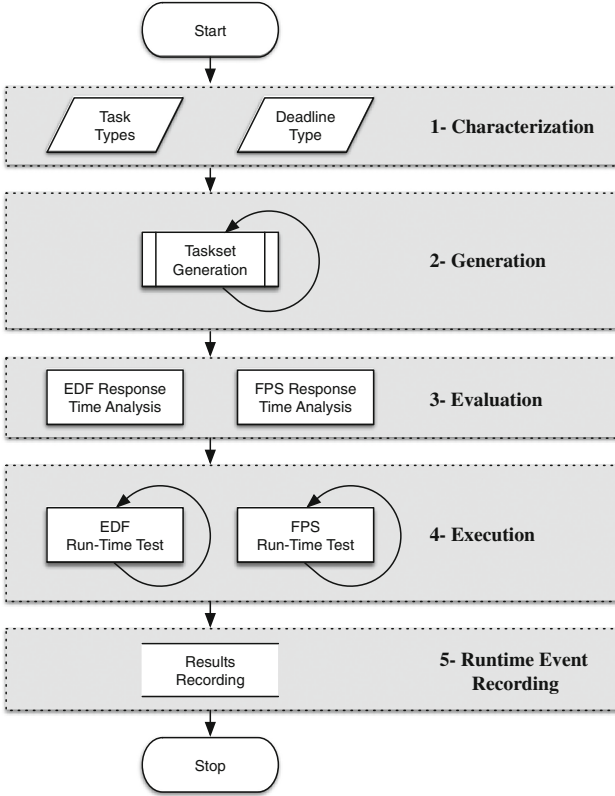 Start
Task
Types
Deadline
Type
1- Characterization
Taskset
Generation
2- Generation
EDF Response
Time Analysis
FPS Response
Time Analysis
3- Evaluation
EDF
Run-Time Test
FPS
Run-Time Test
4- Execution
Results
Recording
5- Runtime Event
Recording
Stop